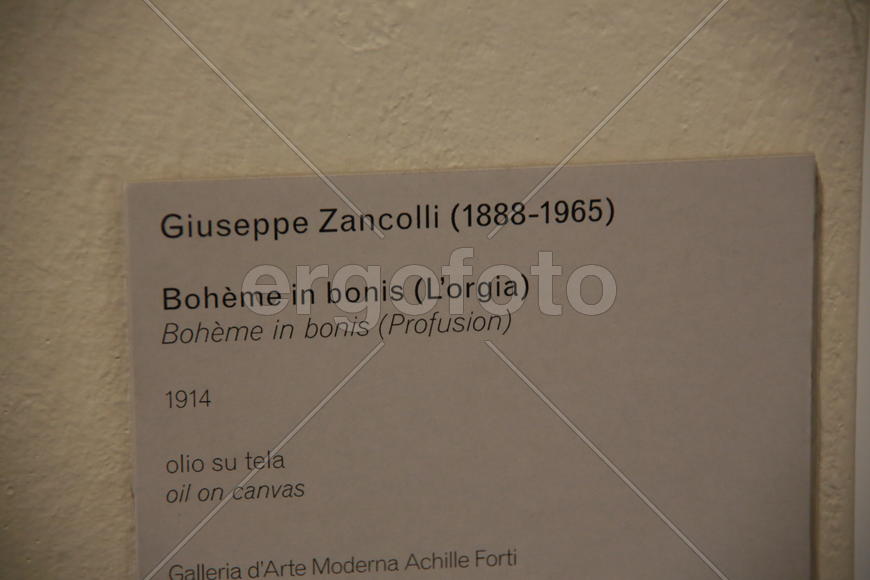 Giuseppe Zancolli (1888-1965)
Bohème in bonis (L'orgia)
Bohème in bonis (Profusion)
ergofoto
1914
olio su tela
oil on canvas
Galleria d'Arte Moderna Achille Forti